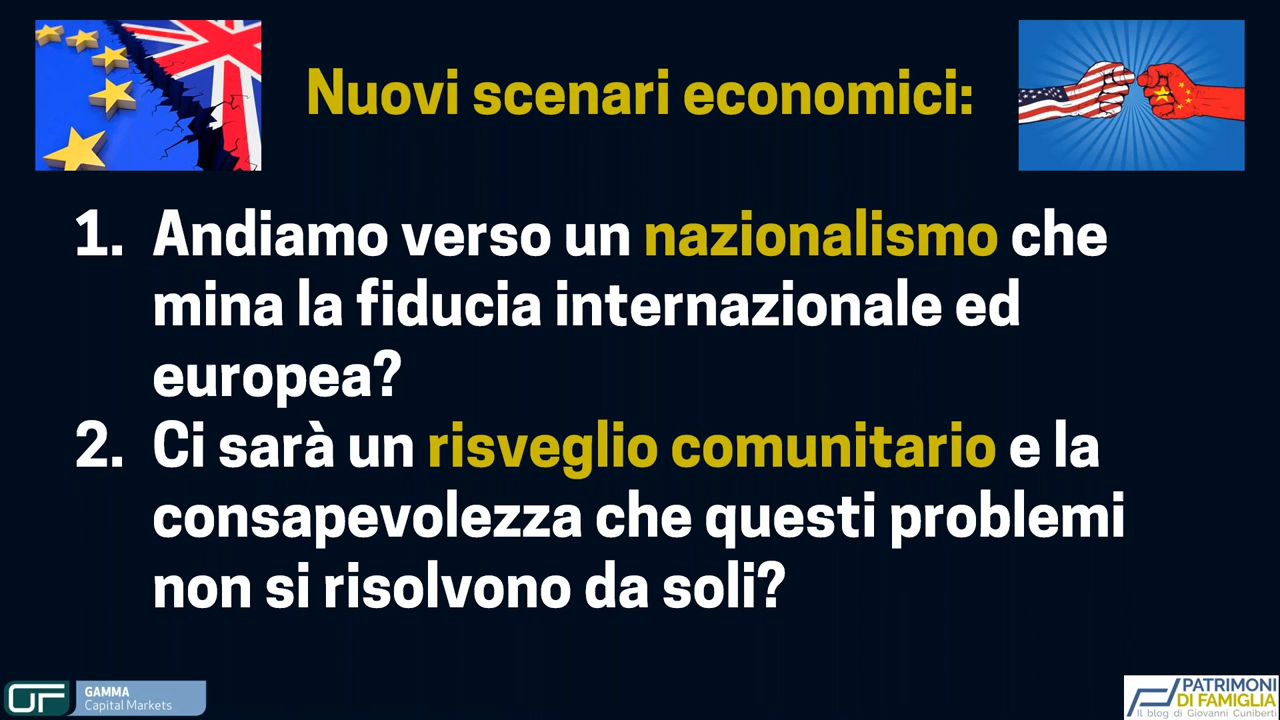 Nuovi scenari economici:
1. Andiamo verso un nazionalismo che
mina la fiducia internazionale ed
europea?
2. Ci sarà un risveglio comunitario e la
consapevolezza che questi problemi
non si risolvono da soli?
GF GAMMA
Capital Markets
PATRIMONI
DI FAMIGLIA
Il blog di Giovanni Cuniberti